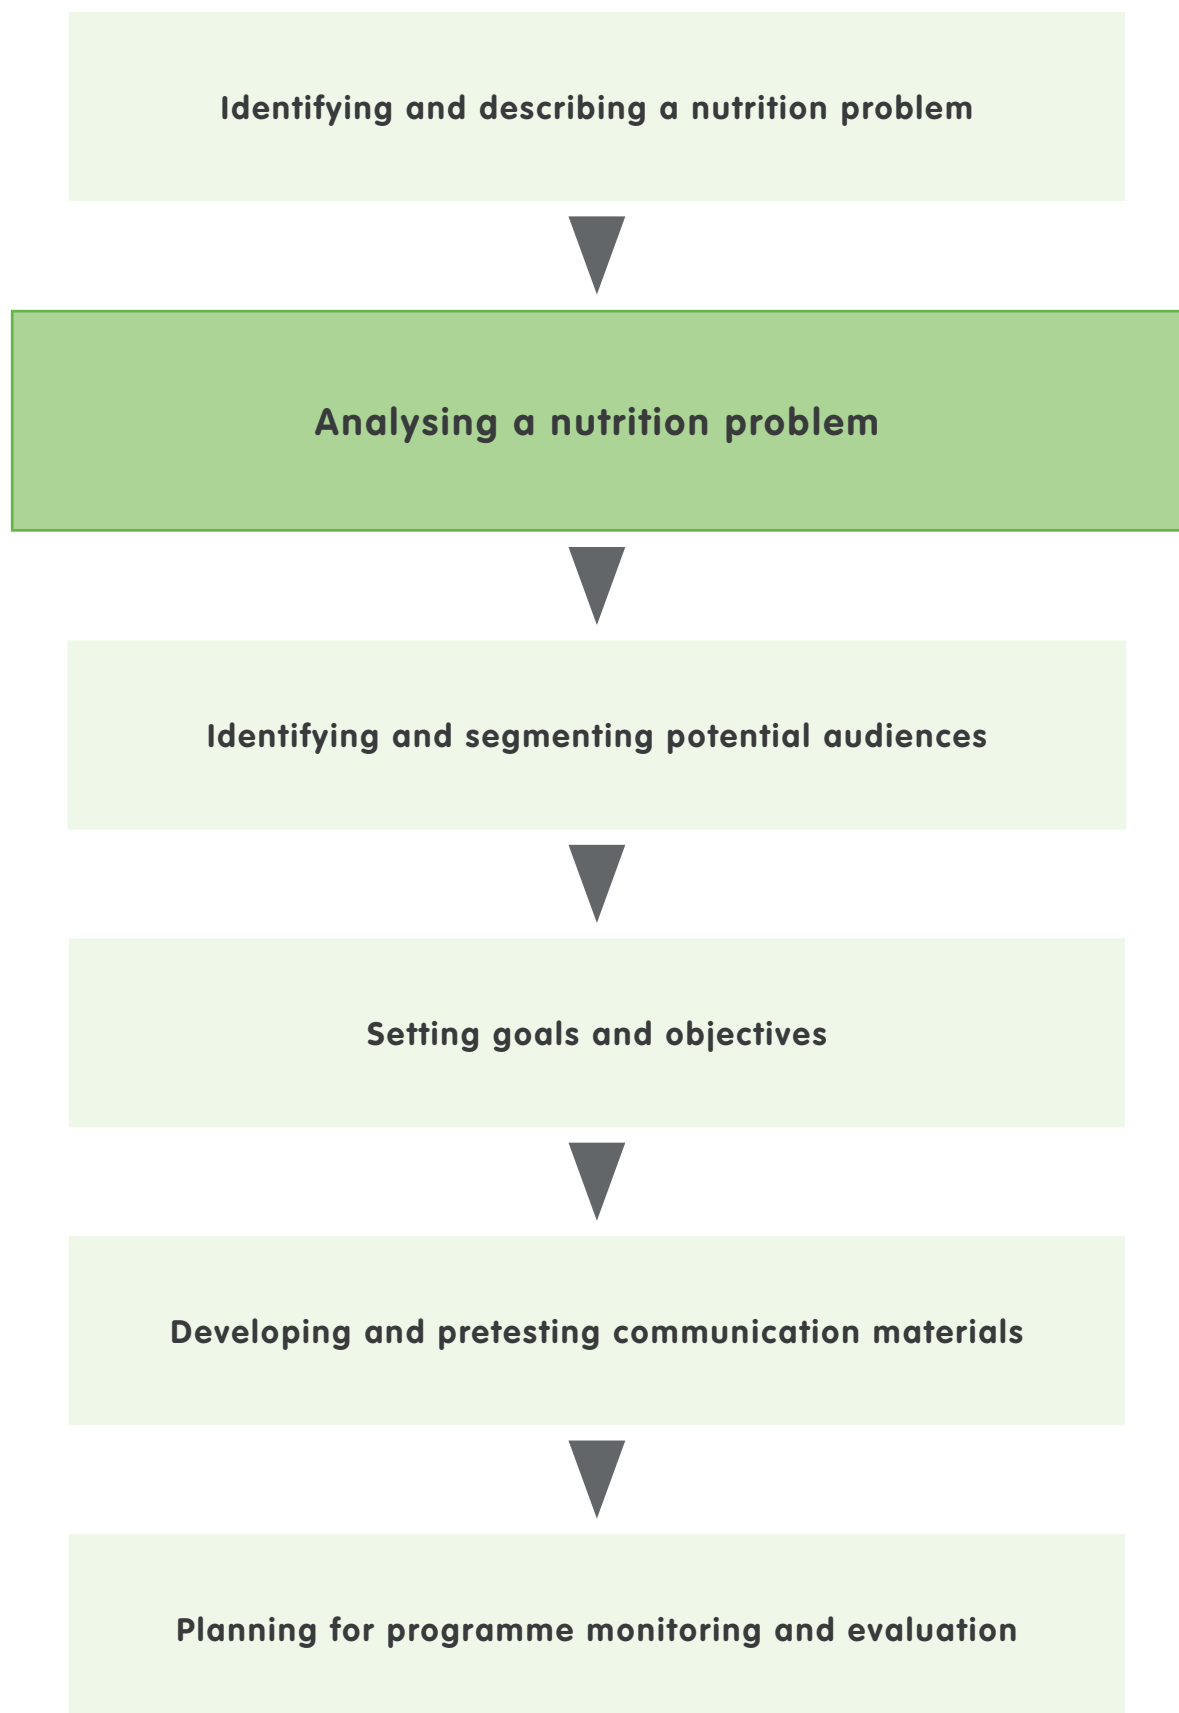 Identifying and describing a nutrition problem
Analysing a nutrition problem
Identifying and segmenting potential audiences
Setting goals and objectives
Developing and pretesting communication materials
Planning for programme monitoring and evaluation